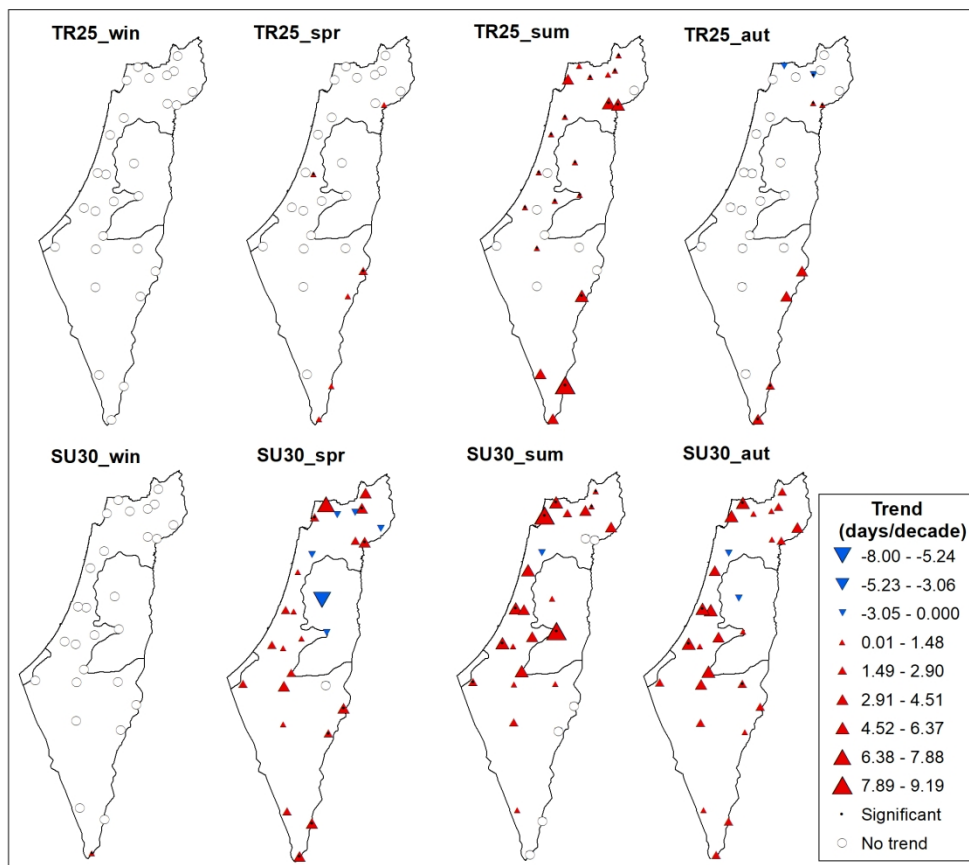 TR25_win
TR25_spr
TR25_sum
TR25_aut
SU30_win
SU30_spr
SU30_sum
SU30_aut
Trend
(days/decade)
-8.00 - -5.24
-5.23 - -3.06
-3.05 - 0.000
0.01 - 1.48
1.49 - 2.90
2.91 - 4.51
4.52 - 6.37
6.38 - 7.88
7.89 - 9.19
Significant
No trend